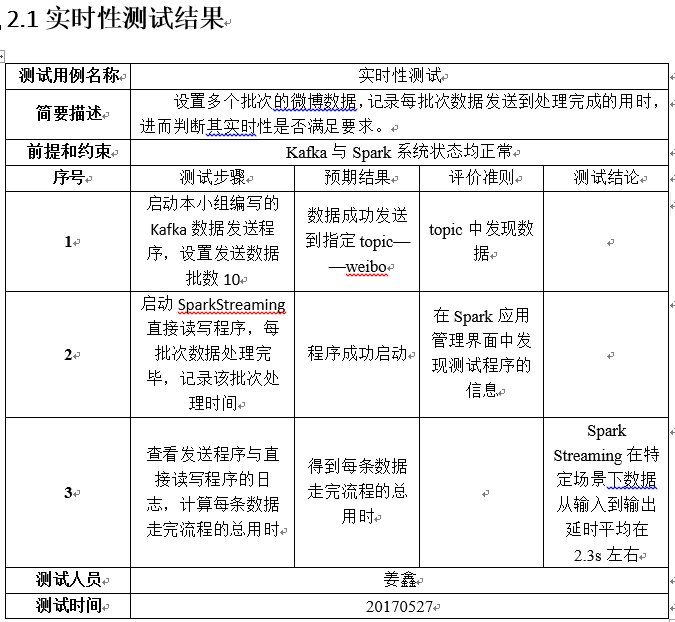 2.1 实时性测试结果
测试用例名称 实时性测试
简要描述 设置多个批次的微博数据，记录每批次数据发送到处理完成的用时，
进而判断其实时性是否满足要求。
前提和约束 Kafka 与 Spark 系统状态均正常
序号 测试步骤 预期结果 评价准则 测试结论
1
启动本小组编写的
Kafka 数据发送程
序，设置发送数据
批数 10
数据成功发送
到指定 topic—
—weibo
topic 中发现数
据
2
启动 SparkStreaming
直接读写程序，每
批次数据处理完
毕，记录该批次处
理时间
程序成功启动
在 Spark 应用
管理界面中发
现测试程序的
信息
3
查看发送程序与直
接读写程序的日
志，计算每条数据
走完流程的总用时
得到每条数据
走完流程的总
用时
Spark
Streaming 在特
定场景下数据
从输入到输出
延时平均在
2.3s 左右
测试人员 姜鑫
测试时间 20170527